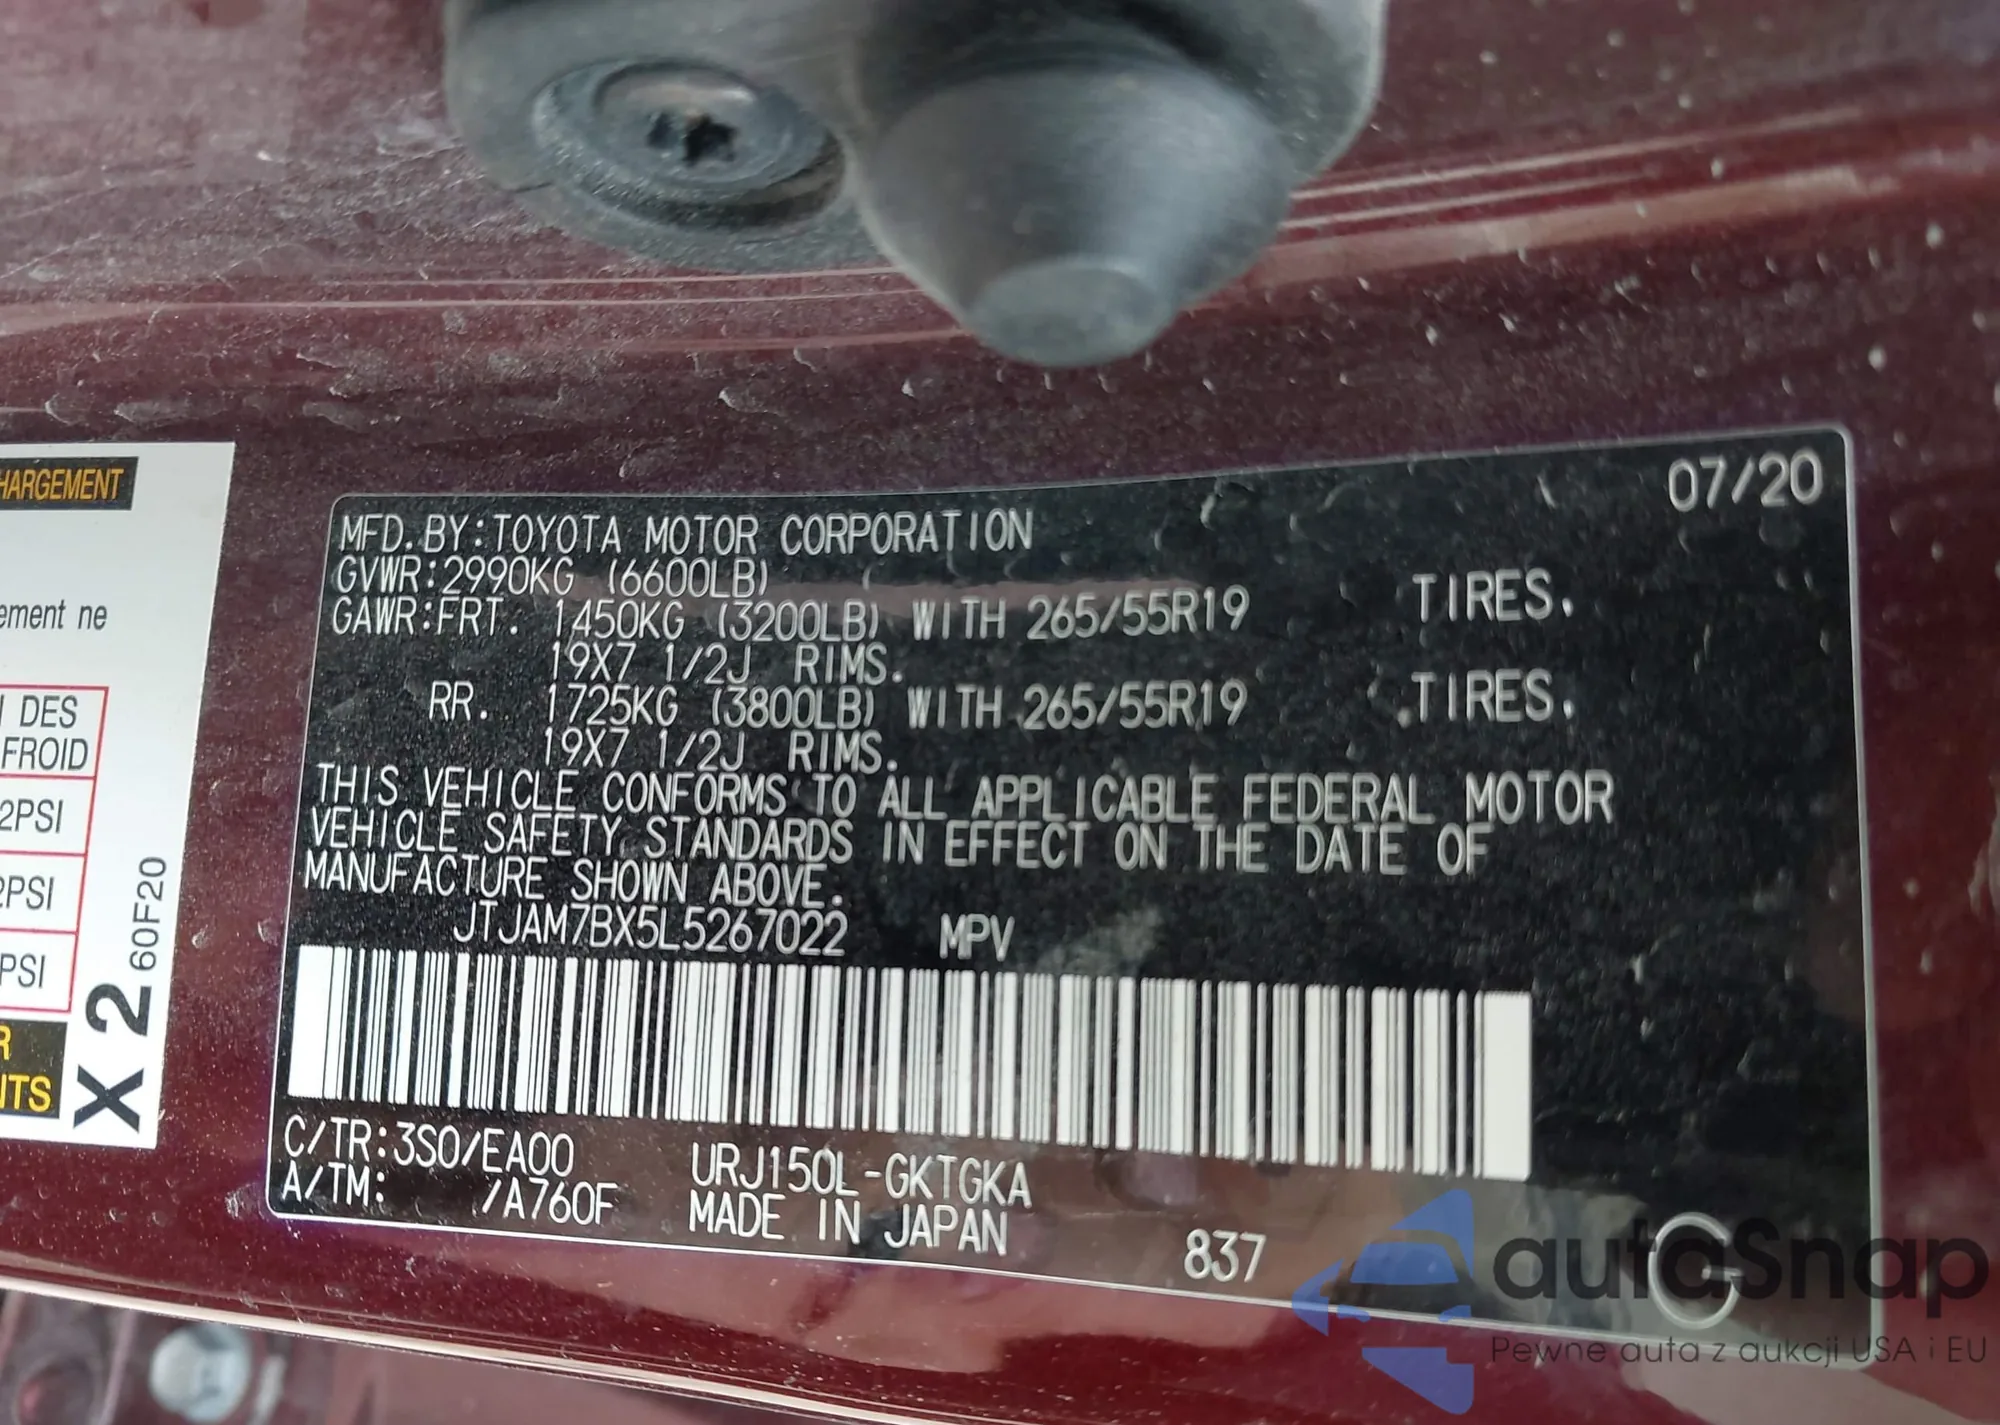 HARGEMENT
ement ne
DES
FROID
2PSI
2PSI
PSI
R
NTS
X 2
60F20
07/20
MFD.BY:TOYOTA MOTOR CORPORATION
GVWR:2990KG (6600LB)
GAWR:FRT. 1450KG (3200LB) WITH 265/55R19 TIRES.
19X7 1/2J RIMS.
RR. 1725KG (3800LB) WITH 265/55R19 TIRES.
19X7 1/2J RIMS.
THIS VEHICLE CONFORMS TO ALL APPLICABLE FEDERAL MOTOR
VEHICLE SAFETY STANDARDS IN EFFECT ON THE DATE OF
MANUFACTURE SHOWN ABOVE.
JTJAM7BX5L5267022 MPV
C/TR:3S0/EA00 URJ150L-GKTGKA
A/TM: /A760F MADE IN JAPAN
837
G
autaSnap
Pewne auta z aukcji USA i EU